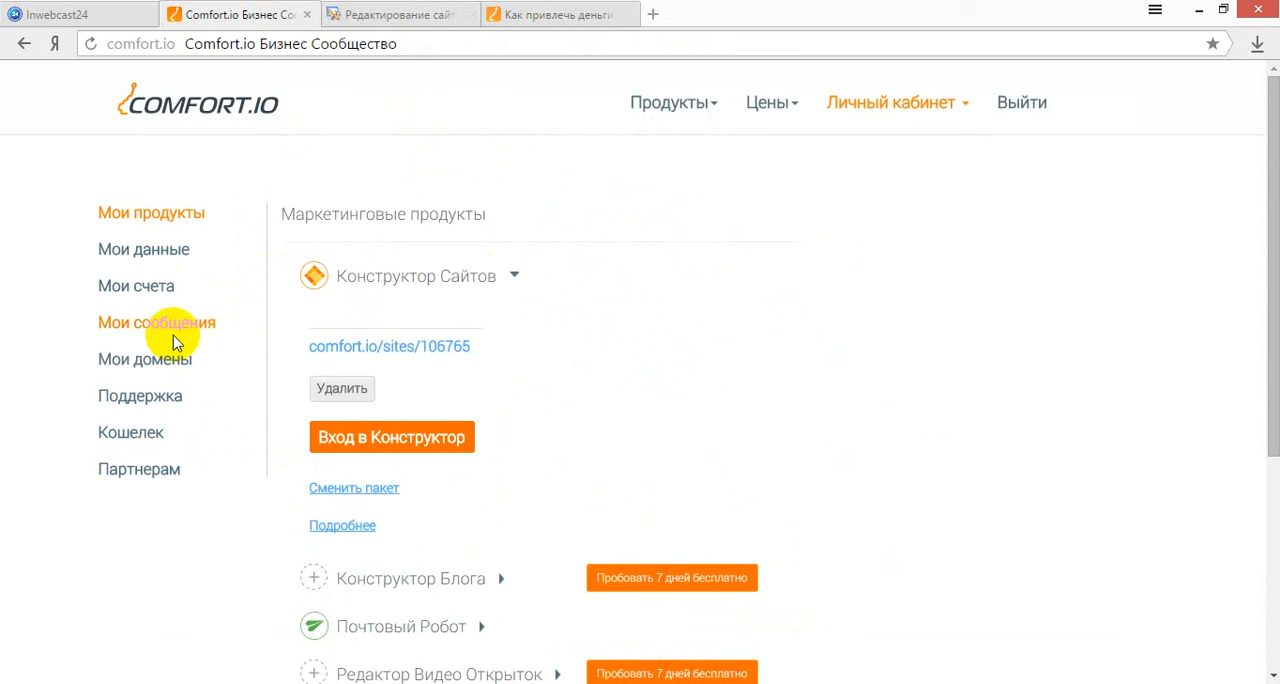 Inwebcast24
Comfort.io Бизнес Со
Редактирование сайт
Как привлечь деньги
comfort.io Comfort.io Бизнес Сообщество
COMFORT.IO
Продукты
Цены
Личный кабинет
Выйти
Мои продукты
Мои данные
Мои счета
Мои сообщения
Мои домены
Поддержка
Кошелек
Партнерам
Маркетинговые продукты
Конструктор Сайтов
comfort.io/sites/106765
Удалить
Вход в Конструктор
Сменить пакет
Подробнее
Конструктор Блога
Пробовать 7 дней бесплатно
Почтовый Робот
Редактор Видео Открыток
Пробовать 7 дней бесплатно